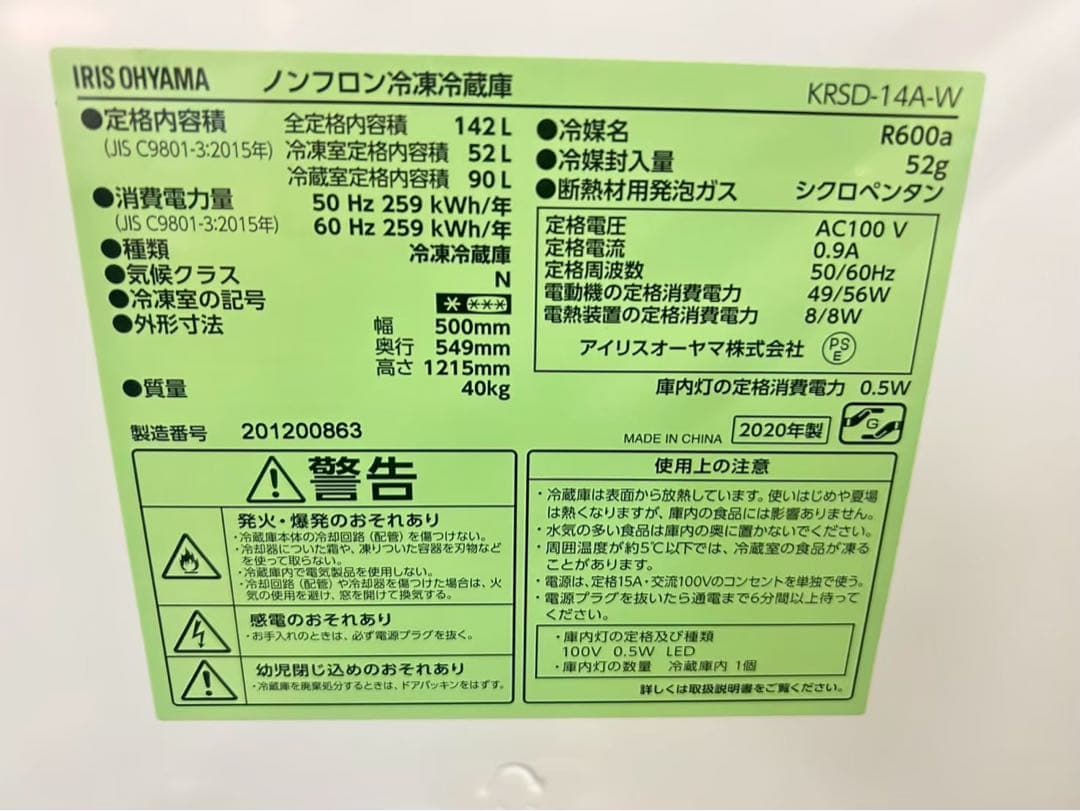 IRIS OHYAMA ノンフロン冷凍冷蔵庫 KRSD-14A-W
●定格内容積 全定格内容積 142 L
(JIS C9801-3:2015年) 冷凍室定格内容積 52 L
冷蔵室定格内容積 90 L
●消費電力量 50 Hz 259 kWh/年
(JIS C9801-3:2015年) 60 Hz 259 kWh/年
●種類 冷凍冷蔵庫
●気候クラス N
●冷凍室の記号
●外形寸法 幅 500mm
奥行 549mm
高さ 1215mm
●質量 40kg
製造番号 201200863
●冷媒名 R600a
●冷媒封入量 52g
●断熱材用発泡ガス シクロペンタン
定格電圧 AC100 V
定格電流 0.9A
定格周波数 50/60Hz
電動機の定格消費電力 49/56W
電熱装置の定格消費電力 8/8W
アイリスオーヤマ株式会社 PSE
庫内灯の定格消費電力 0.5W
MADE IN CHINA 2020年製 G
警告
発火・爆発のおそれあり
・冷蔵庫本体の冷却回路（配管）を傷つけない。
・冷却器についた霜や、凍りついた容器を刃物など
を使って取らない。
・冷蔵庫内で電気製品を使用しない。
・冷却回路（配管）や冷却器を傷つけた場合は、火
気の使用を避け、窓を開けて換気する。
感電のおそれあり
・お手入れのときは、必ず電源プラグを抜く。
幼児閉じ込めのおそれあり
・冷蔵庫を廃棄処分するときは、ドアパッキンをはずす。
使用上の注意
・冷蔵庫は表面から放熱しています。使いはじめや夏場
は熱くなりますが、庫内の食品には影響ありません。
・水気の多い食品は庫内の奥に置かないでください。
・周囲温度が約5℃以下では、冷蔵室の食品が凍る
ことがあります。
・電源は、定格15A・交流100Vのコンセントを単独で使う。
・電源プラグを抜いたら通電まで6分間以上待って
ください。
・庫内灯の定格及び種類
100V 0.5W LED
・庫内灯の数量 冷蔵庫内 1個
詳しくは取扱説明書をご覧ください。